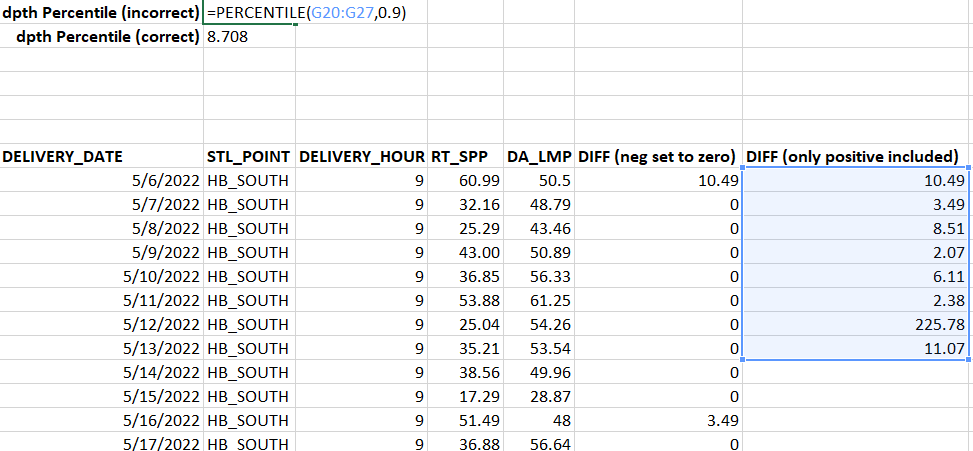 dpth Percentile (incorrect) =PERCENTILE(G20:G27,0.9)
dpth Percentile (correct) 8.708
DELIVERY_DATE STL_POINT DELIVERY_HOUR RT_SPP DA_LMP DIFF (neg set to zero) DIFF (only positive included)
5/6/2022 HB_SOUTH 9 60.99 50.5 10.49 10.49
5/7/2022 HB_SOUTH 9 32.16 48.79 0 3.49
5/8/2022 HB_SOUTH 9 25.29 43.46 0 8.51
5/9/2022 HB_SOUTH 9 43.00 50.89 0 2.07
5/10/2022 HB_SOUTH 9 36.85 56.33 0 6.11
5/11/2022 HB_SOUTH 9 53.88 61.25 0 2.38
5/12/2022 HB_SOUTH 9 25.04 54.26 0 225.78
5/13/2022 HB_SOUTH 9 35.21 53.54 0 11.07
5/14/2022 HB_SOUTH 9 38.56 49.96 0
5/15/2022 HB_SOUTH 9 17.29 28.87 0
5/16/2022 HB_SOUTH 9 51.49 48 3.49
5/17/2022 HB_SOUTH 9 36.88 56.64 0